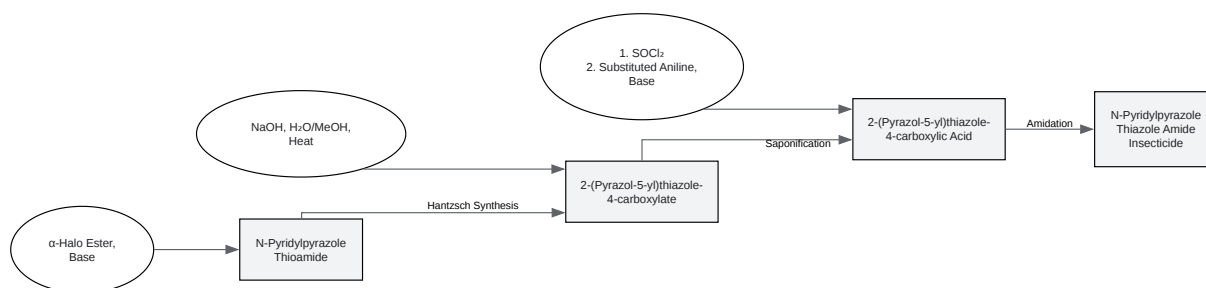 α-Halo Ester,
Base
N-Pyridylpyrazole
Thioamide
Hantzsch Synthesis
NaOH, H₂O/MeOH,
Heat
2-(Pyrazol-5-yl)thiazole-
4-carboxylate
Saponification
1. SOCl₂
2. Substituted Aniline,
Base
2-(Pyrazol-5-yl)thiazole-
4-carboxylic Acid
Amidation
N-Pyridylpyrazole
Thiazole Amide
Insecticide